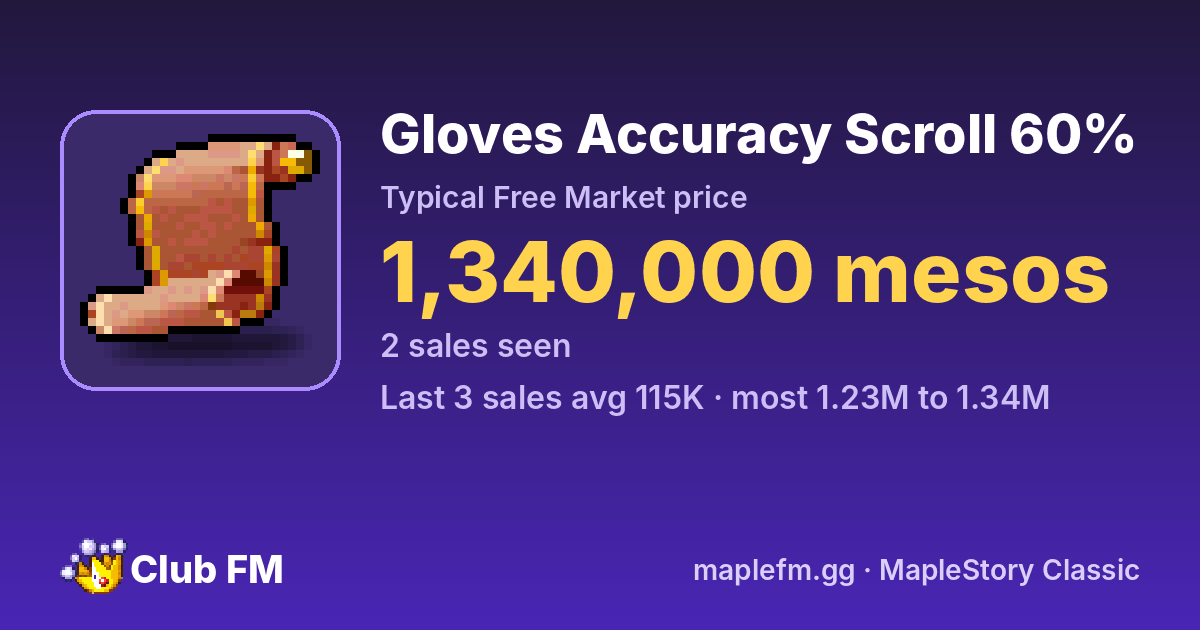 Gloves Accuracy Scroll 60%
Typical Free Market price
1,340,000 mesos
2 sales seen
Last 3 sales avg 115K · most 1.23M to 1.34M
Club FM
maplefm.gg · MapleStory Classic